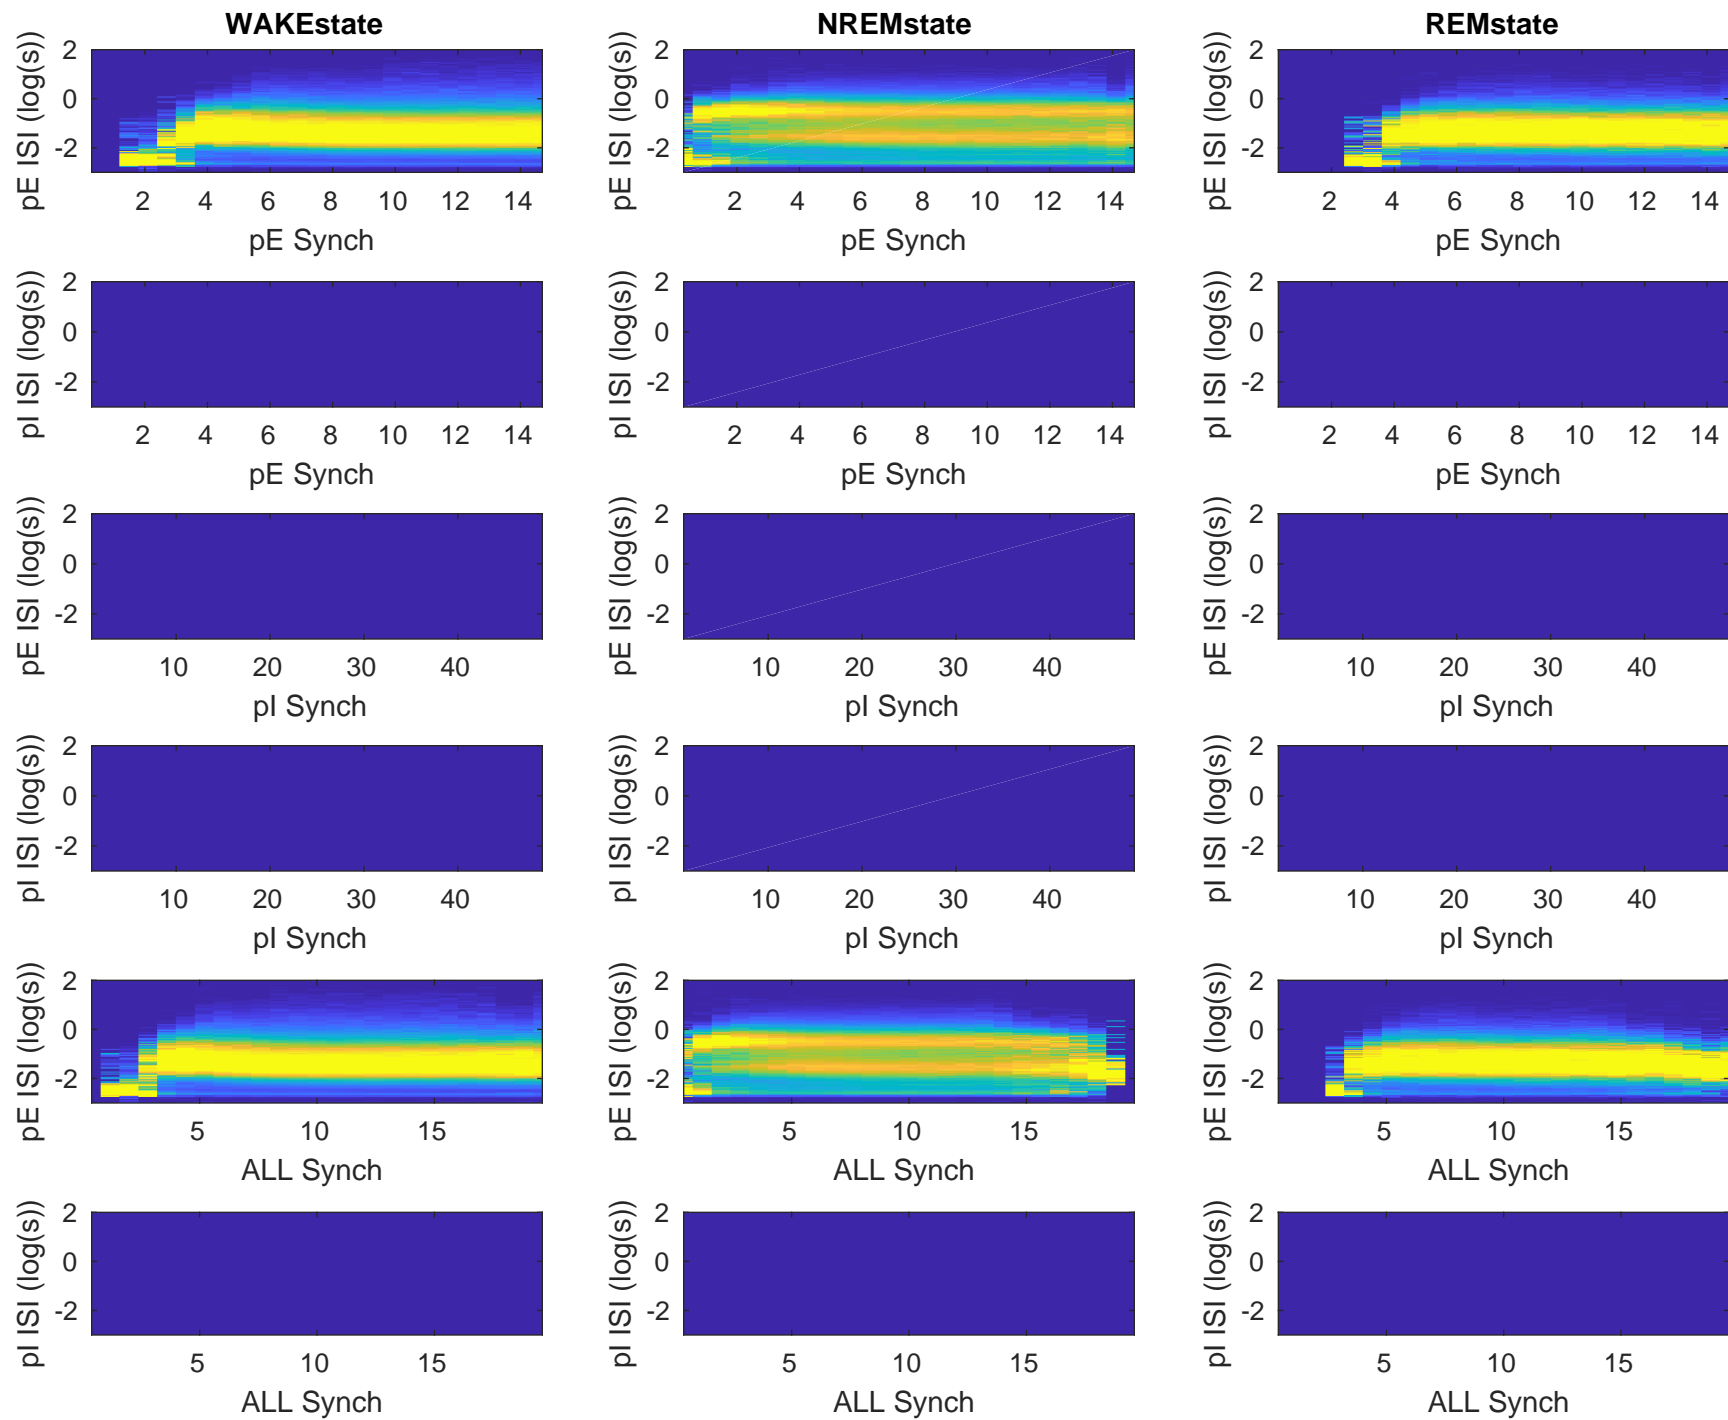 WAKEstate NREMstate REMstate
pE ISI (log(s)) 2 0 -2 pE ISI (log(s)) 2 0 -2 pE ISI (log(s)) 2 0 -2
2 4 6 8 10 12 14 2 4 6 8 10 12 14 2 4 6 8 10 12 14
pE Synch pE Synch pE Synch
pI ISI (log(s)) 2 0 -2 pI ISI (log(s)) 2 0 -2 pI ISI (log(s)) 2 0 -2
2 4 6 8 10 12 14 2 4 6 8 10 12 14 2 4 6 8 10 12 14
pE Synch pE Synch pE Synch
pE ISI (log(s)) 2 0 -2 pE ISI (log(s)) 2 0 -2 pE ISI (log(s)) 2 0 -2
10 20 30 40 10 20 30 40 10 20 30 40
pI Synch pI Synch pI Synch
pI ISI (log(s)) 2 0 -2 pI ISI (log(s)) 2 0 -2 pI ISI (log(s)) 2 0 -2
10 20 30 40 10 20 30 40 10 20 30 40
pI Synch pI Synch pI Synch
pE ISI (log(s)) 2 0 -2 pE ISI (log(s)) 2 0 -2 pE ISI (log(s)) 2 0 -2
5 10 15 5 10 15 5 10 15
ALL Synch ALL Synch ALL Synch
pI ISI (log(s)) 2 0 -2 pI ISI (log(s)) 2 0 -2 pI ISI (log(s)) 2 0 -2
5 10 15 5 10 15 5 10 15
ALL Synch ALL Synch ALL Synch